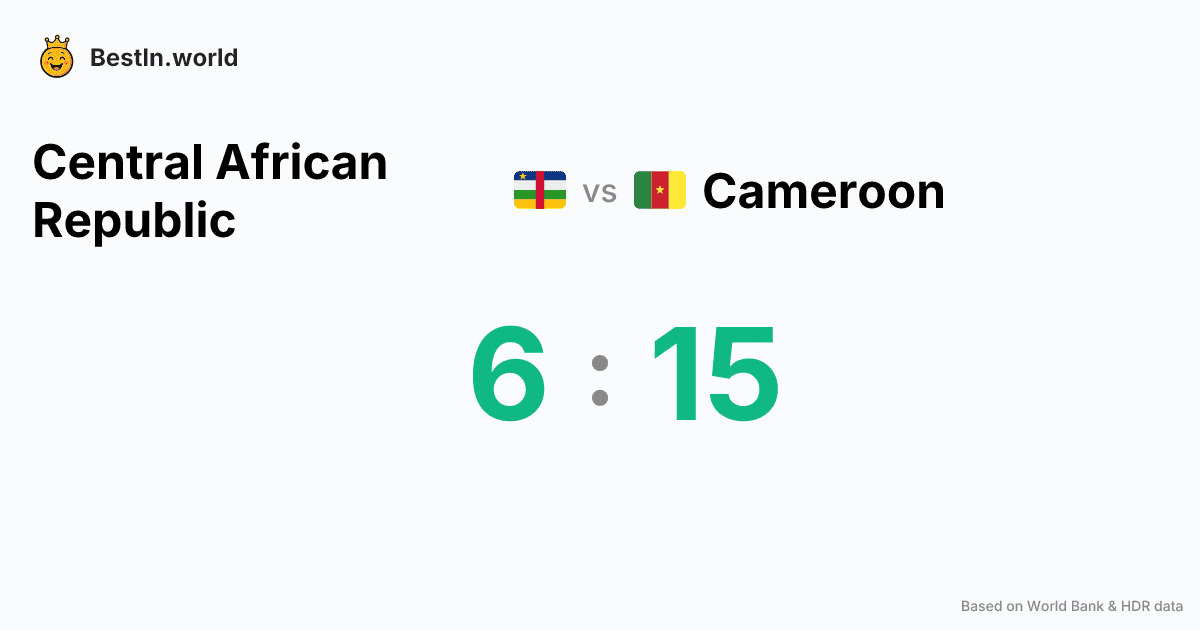 BestIn.world
Central African
Republic
vs
Cameroon
6 : 15
Based on World Bank & HDR data